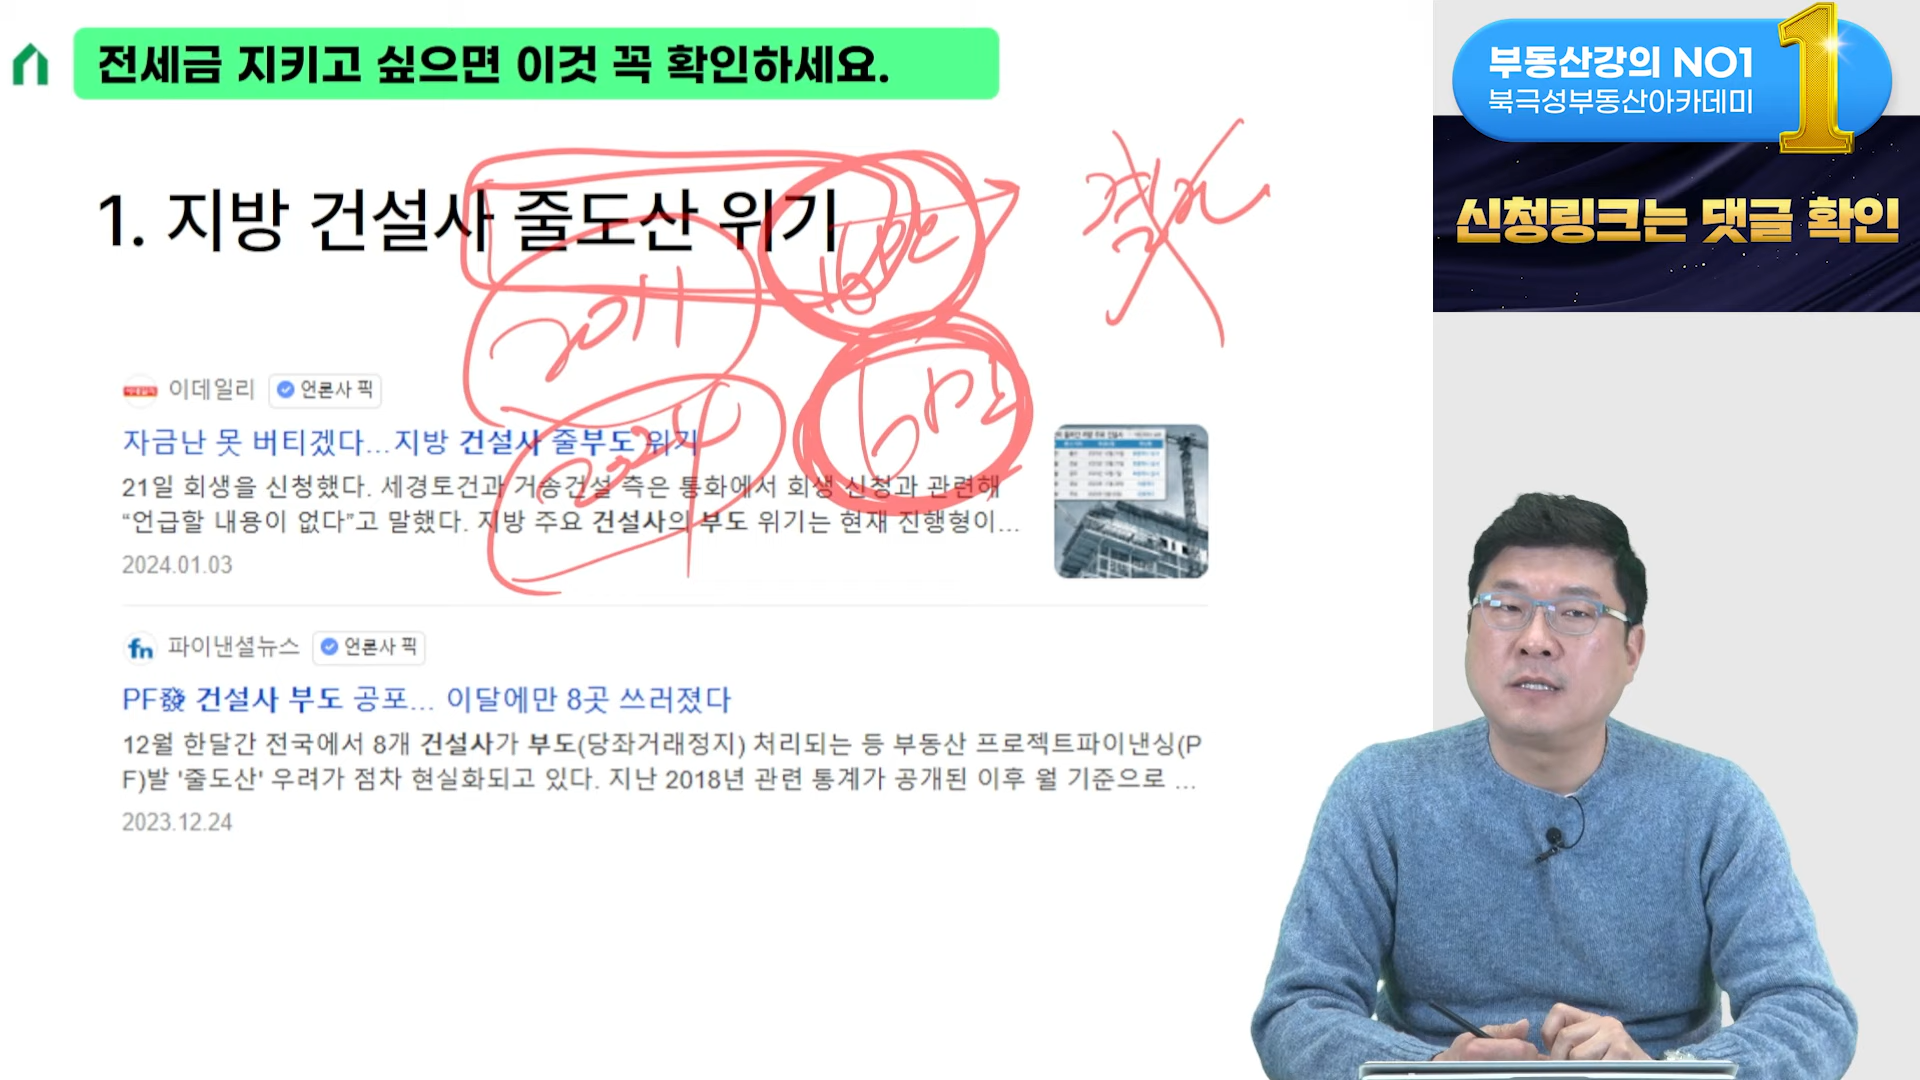 전세금 지키고 싶으면 이것 꼭 확인하세요.
부동산강의 NO1
북극성부동산아카데미
1
신청링크는 댓글 확인
1. 지방 건설사 줄도산 위기
2011
2024
이데일리 언론사 픽
자금난 못 버티겠다...지방 건설사 줄부도 위기
21일 회생을 신청했다. 세경토건과 거송건설 측은 통화에서 회생 신청과 관련해
“언급할 내용이 없다”고 말했다. 지방 주요 건설사의 부도 위기는 현재 진행형이...
2024.01.03
fn 파이낸셜뉴스 언론사 픽
PF發 건설사 부도 공포... 이달에만 8곳 쓰러졌다
12월 한달간 전국에서 8개 건설사가 부도(당좌거래정지) 처리되는 등 부동산 프로젝트파이낸싱(P
F)발 '줄도산' 우려가 점차 현실화되고 있다. 지난 2018년 관련 통계가 공개된 이후 월 기준으로 ...
2023.12.24